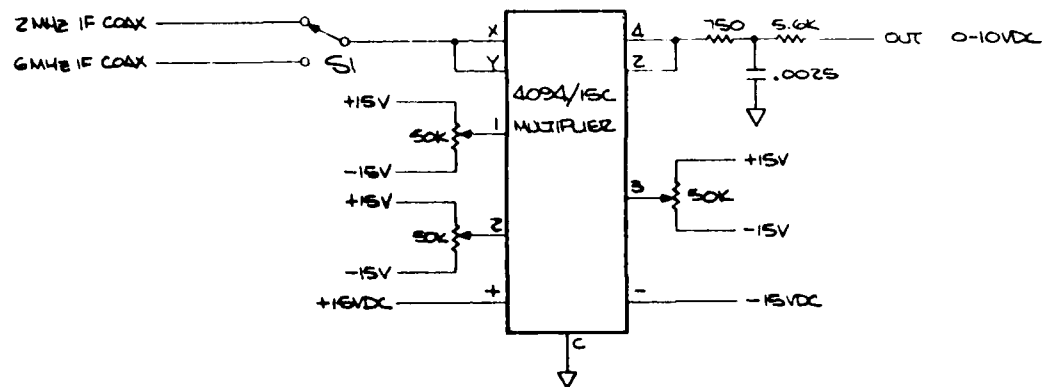 2MHZ IF COAX
6MHZ IF COAX
S1
X
Y
4094/15C
MULTIPLIER
4
Z
750
5.6K
OUT 0-10VDC
.0025
+15V
50K
-15V
1
+15V
50K
-15V
2
3
+15V
50K
-15V
+15VDC
+
-
-15VDC
C